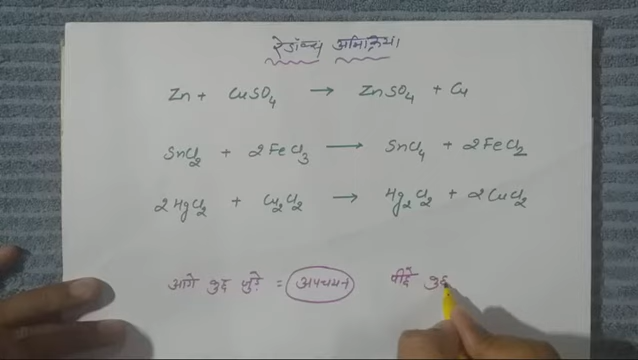 रेडॉक्स अभिक्रिया
Zn + CuSO₄ → ZnSO₄ + Cu
SnCl₂ + 2FeCl₃ → SnCl₄ + 2FeCl₂
2HgCl₂ + Cu₂Cl₂ → Hg₂Cl₂ + 2CuCl₂
आगे कुछ जुड़े = अपचयन पीछे कुछ